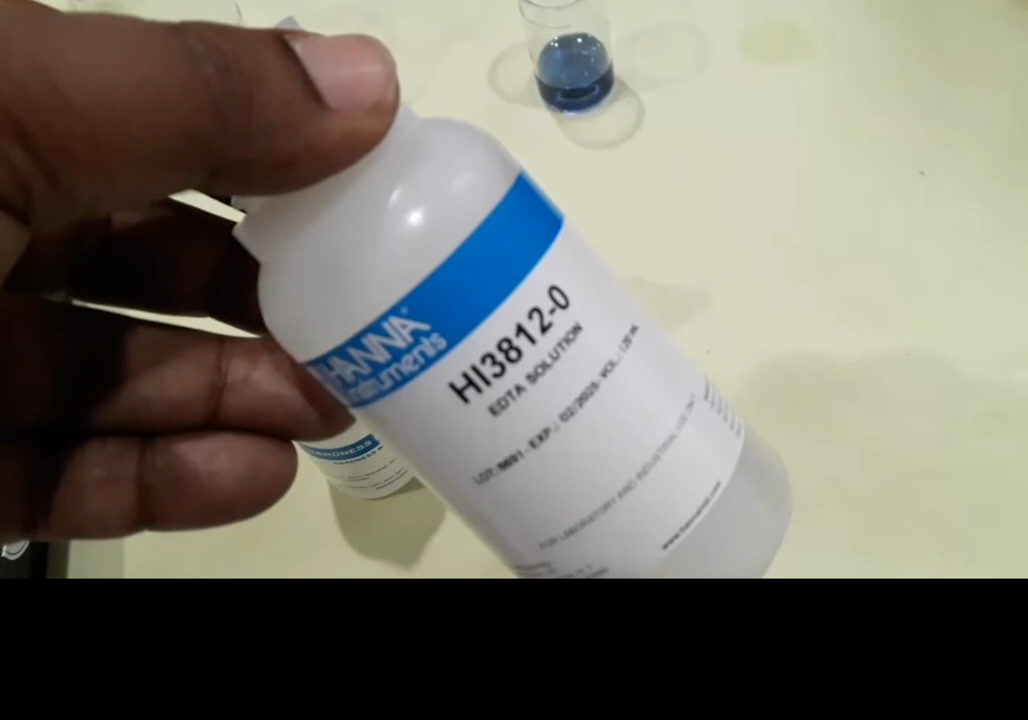 HANNA
instruments
HI3812-0
EDTA SOLUTION
LOT: 8691 - EXP.: 02/2025-VOL.: 120 ml
FOR LABORATORY AND INDUSTRIAL USE ONLY
www.hannainst.com
HARDNESS